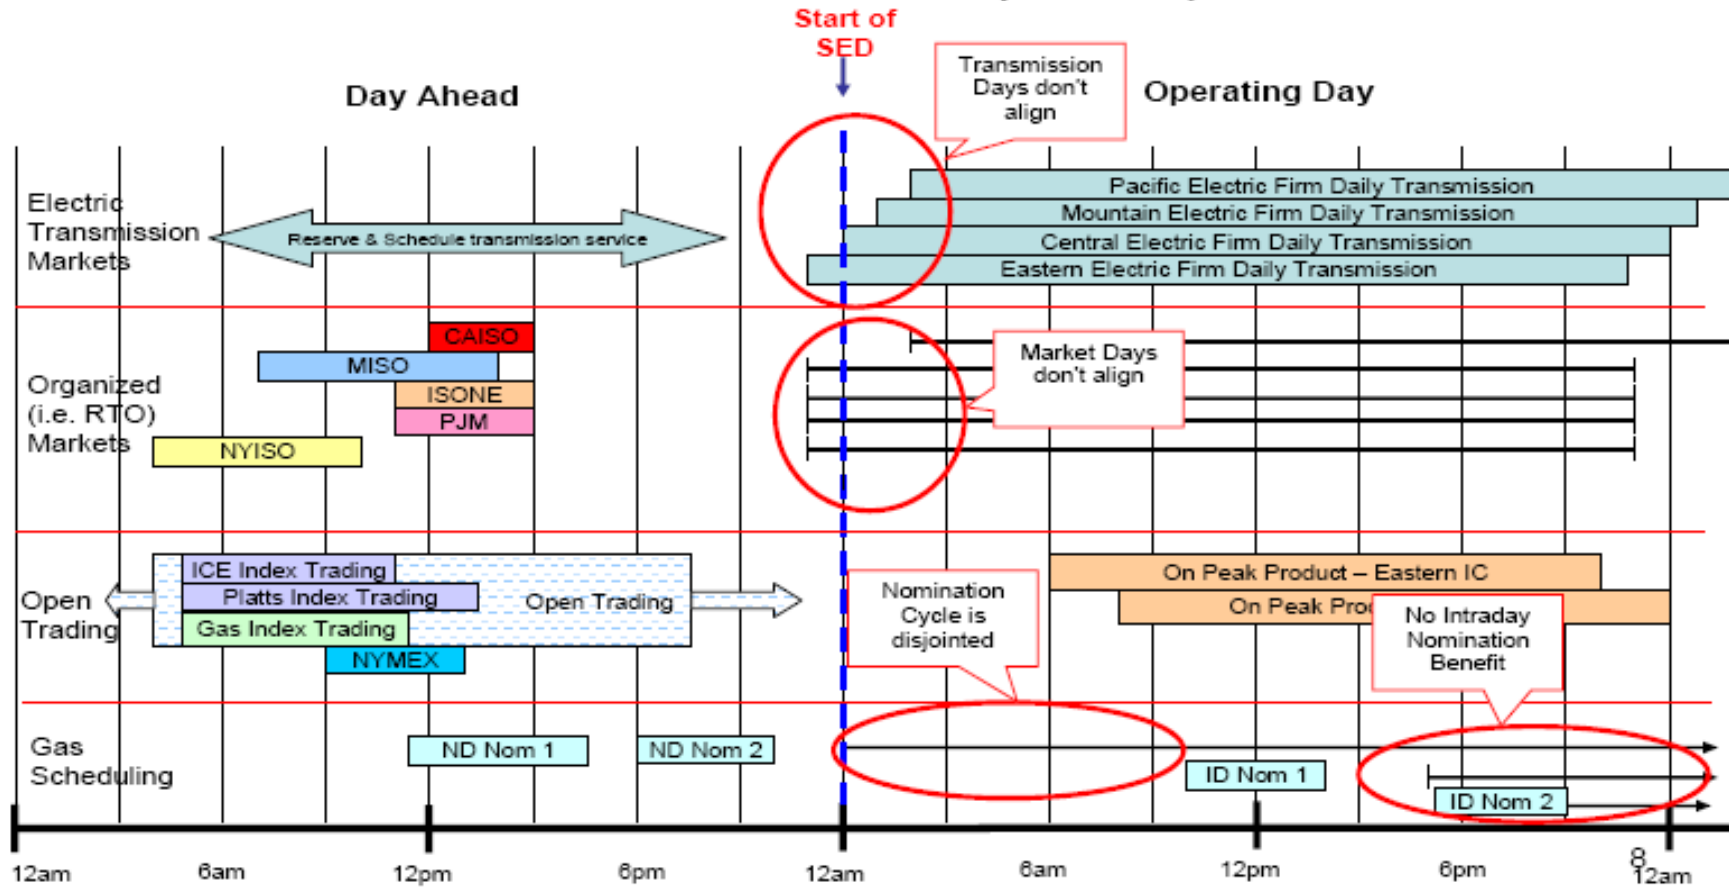 Start of
SED
Day Ahead
Transmission
Days don't
align
Operating Day
Electric
Transmission
Markets
Reserve & Schedule transmission service
Pacific Electric Firm Daily Transmission
Mountain Electric Firm Daily Transmission
Central Electric Firm Daily Transmission
Eastern Electric Firm Daily Transmission
Organized
(i.e. RTO)
Markets
CAISO
MISO
ISONE
PJM
NYISO
Market Days
don't align
Open
Trading
ICE Index Trading
Platts Index Trading
Gas Index Trading
Open Trading
NYMEX
On Peak Product – Eastern IC
On Peak
Nomination
Cycle is
disjointed
No Intraday
Nomination
Benefit
Gas
Scheduling
ND Nom 1
ND Nom 2
ID Nom 1
ID Nom 2
12am
6am
12pm
6pm
12am
6am
12pm
6pm
8
12am